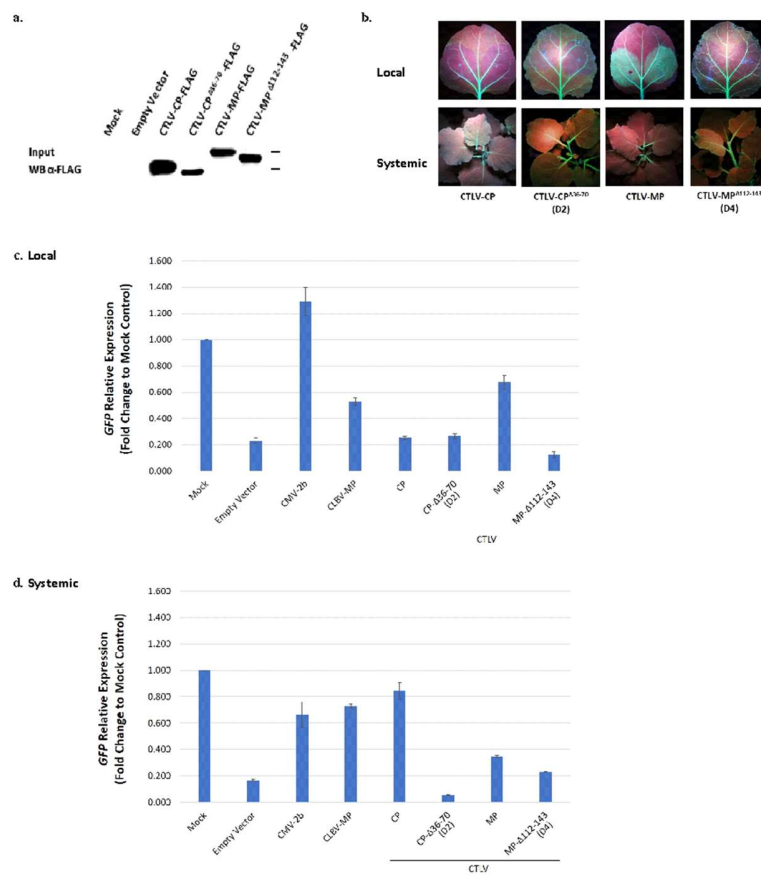 a.
b.
Mock
Empty Vector
CTLV-CP-FLAG
CTLV-CP Δ36-70 -FLAG
CTLV-MP-FLAG
CTLV-MP Δ112-143 -FLAG
Input
WB α-FLAG
Local
Systemic
CTLV-CP
CTLV-CPΔ36-70
(D2)
CTLV-MP
CTLV-MPΔ112-143
(D4)
c. Local
GFP Relative Expression
(Fold Change to Mock Control)
1.600
1.400
1.200
1.000
0.800
0.600
0.400
0.200
0.000
Mock
Empty Vector
CMV-2b
CLBV-MP
CP
CP-Δ36-70
(D2)
MP
MP-Δ112-143
(D4)
CTLV
d. Systemic
GFP Relative Expression
(Fold Change to Mock Control)
1.600
1.400
1.200
1.000
0.800
0.600
0.400
0.200
0.000
Mock
Empty Vector
CMV-2b
CLBV-MP
CP
CP-Δ36-70
(D2)
MP
MP-Δ112-143
(D4)
CTLV